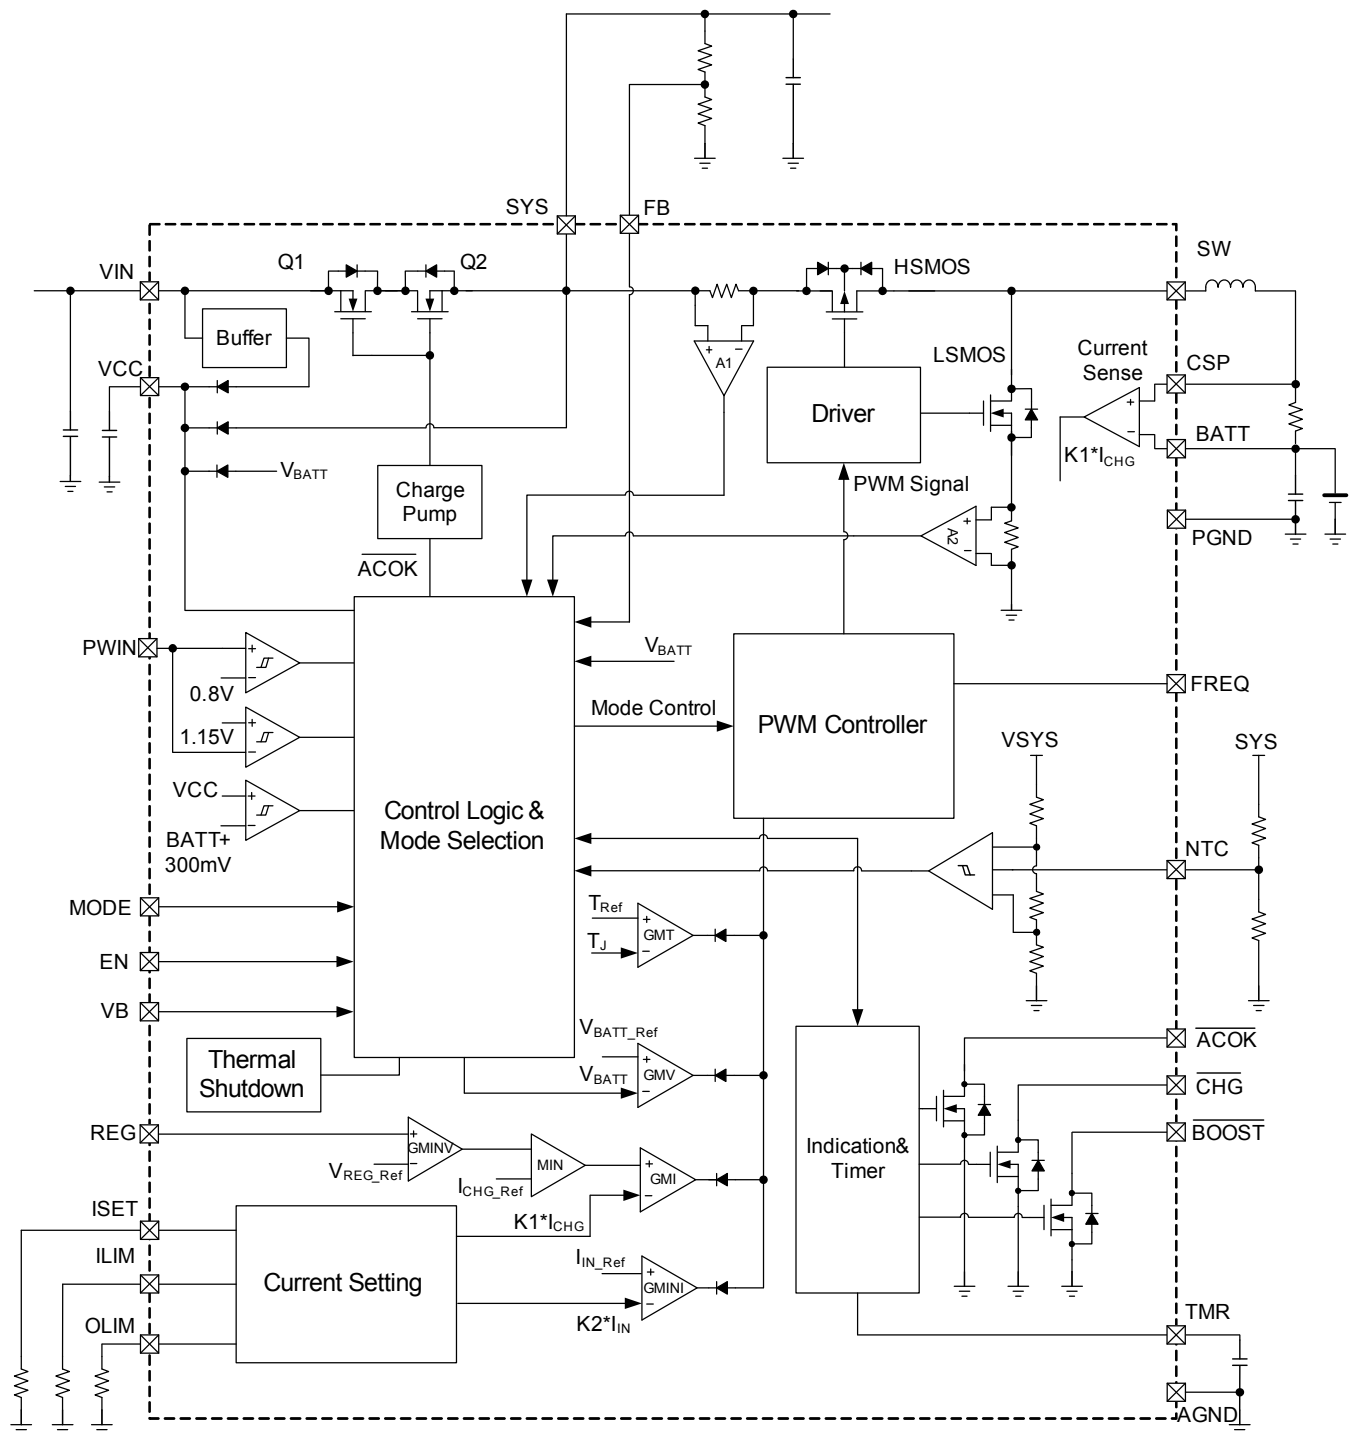 SYS
FB
VIN
Q1
Q2
HSMOS
SW
Buffer
A1
LSMOS
Current
Sense
CSP
VCC
Driver
BATT
K1*ICHG
VBATT
PWM Signal
Charge
Pump
A2
PGND
ACOK
PWIN
+
−
0.8V
VBATT
FREQ
Mode Control
PWM Controller
1.15V
VSYS
SYS
VCC
Control Logic &
Mode Selection
BATT+
300mV
NTC
MODE
TRef
GMT
TJ
EN
VB
VBATT_Ref
ACOK
Thermal
Shutdown
VBATT
GMV
CHG
REG
GMINV
BOOST
VREG_Ref
MIN
Indication&
Timer
ICHG_Ref
GMI
ISET
K1*ICHG
ILIM
IIN_Ref
Current Setting
GMINI
OLIM
K2*IIN
TMR
AGND